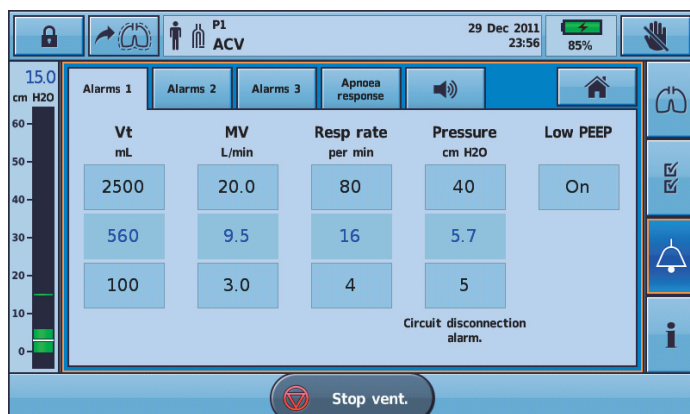 P1
ACV
29 Dec 2011
23:56
85%
15.0
cm H2O
60
50
40
30
20
10
0
Alarms 1
Alarms 2
Alarms 3
Apnoea
response
Vt
mL
MV
L/min
Resp rate
per min
Pressure
cm H2O
Low PEEP
2500
20.0
80
40
On
560
9.5
16
5.7
100
3.0
4
5
Circuit disconnection
alarm.
i
Stop vent.